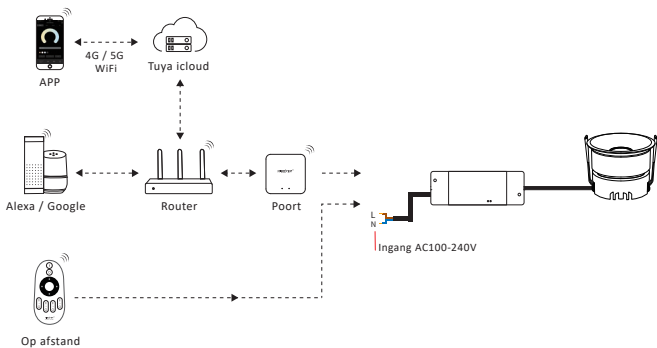 4G / 5G
WiFi
APP
Tuya icloud
Alexa / Google
Router
Poort
L
N
Ingang AC100-240V
Op afstand